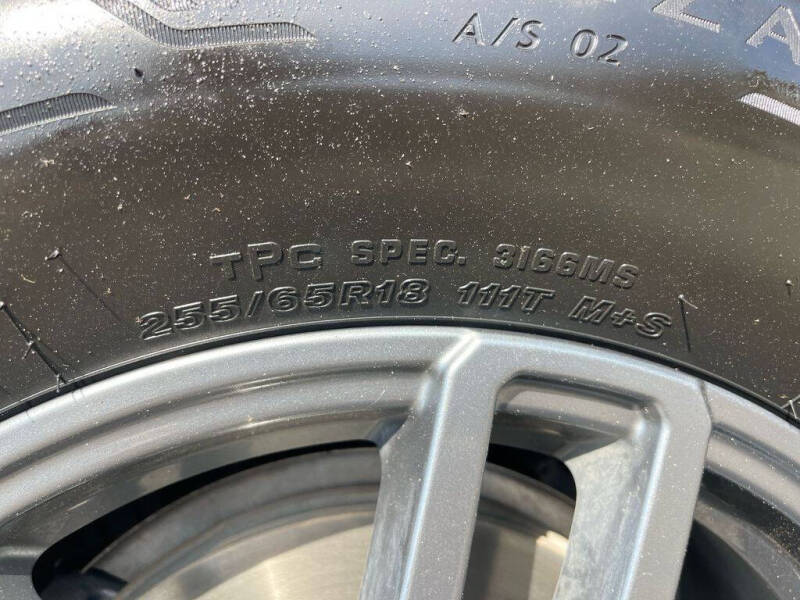 A/S 02
TPC SPEC. 3166MS
255/65R18 111T M+S